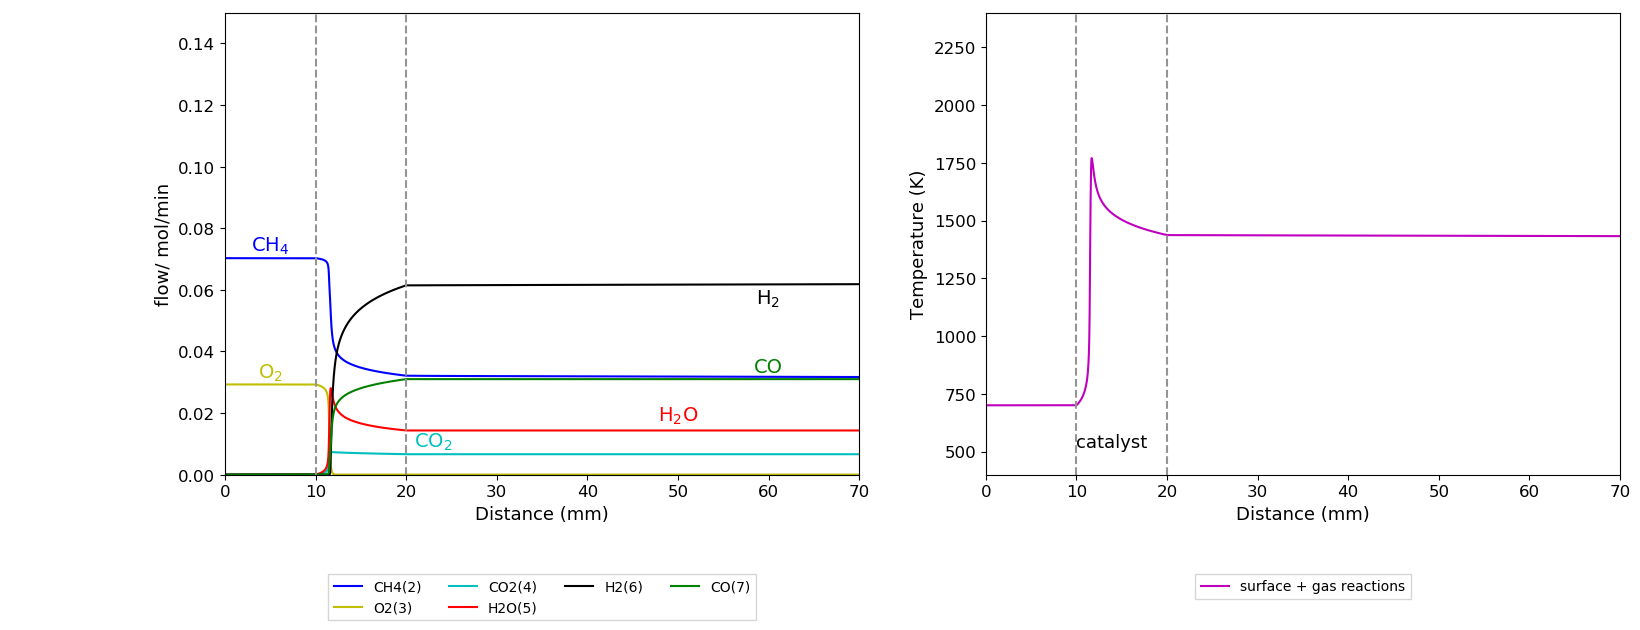 0.14
0.12
0.10
0.08
0.06
0.04
0.02
0.00
flow/ mol/min
CH4
O2
H2
CO
H2O
CO2
0 10 20 30 40 50 60 70
Distance (mm)
CH4(2) CO2(4) H2(6) CO(7)
O2(3) H2O(5)
2250
2000
1750
1500
1250
1000
750
500
Temperature (K)
catalyst
0 10 20 30 40 50 60 70
Distance (mm)
surface + gas reactions